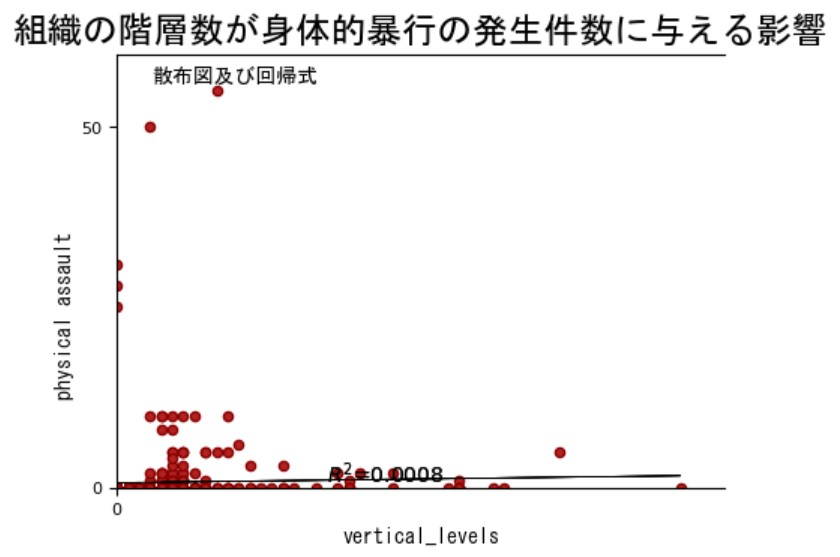 組織の階層数が身体的暴行の発生件数に与える影響
散布図及び回帰式
50
physical assault
R²=0.0008
0
0
vertical_levels